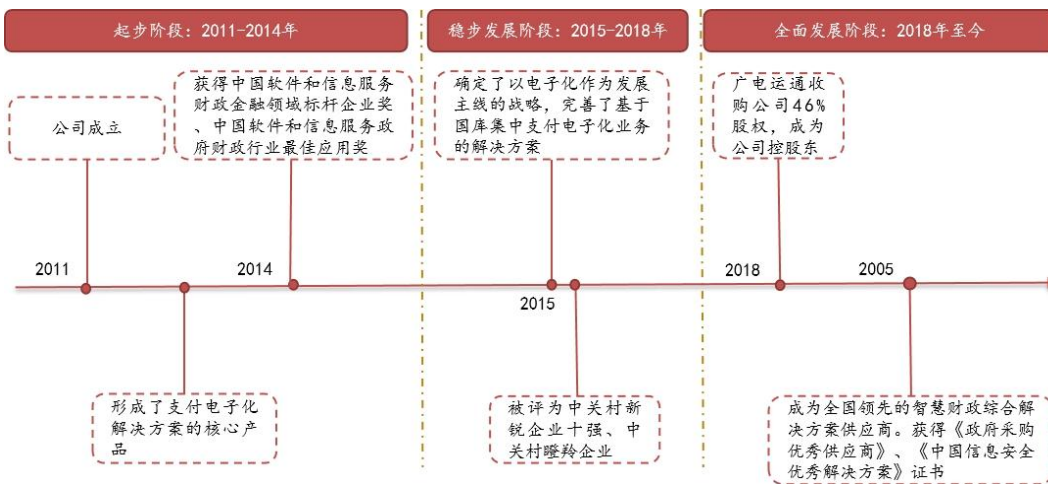 起步阶段：2011-2014年
稳步发展阶段：2015-2018年
全面发展阶段：2018年至今
公司成立
获得中国软件和信息服务
财政金融领域标杆企业奖
、中国软件和信息服务政
府财政行业最佳应用奖
确定了以电子化作为发展
主线的战略，完善了基于
国库集中支付电子化业务
的解决方案
广电运通收
购公司46%
股权，成为
公司控股东
2011
2014
2015
2018
2005
形成了支付电子化
解决方案的核心产
品
被评为中关村新
锐企业十强、中
关村瞪羚企业
成为全国领先的智慧财政综合解
决方案供应商。获得《政府采购
优秀供应商》、《中国信息安全
优秀解决方案》证书